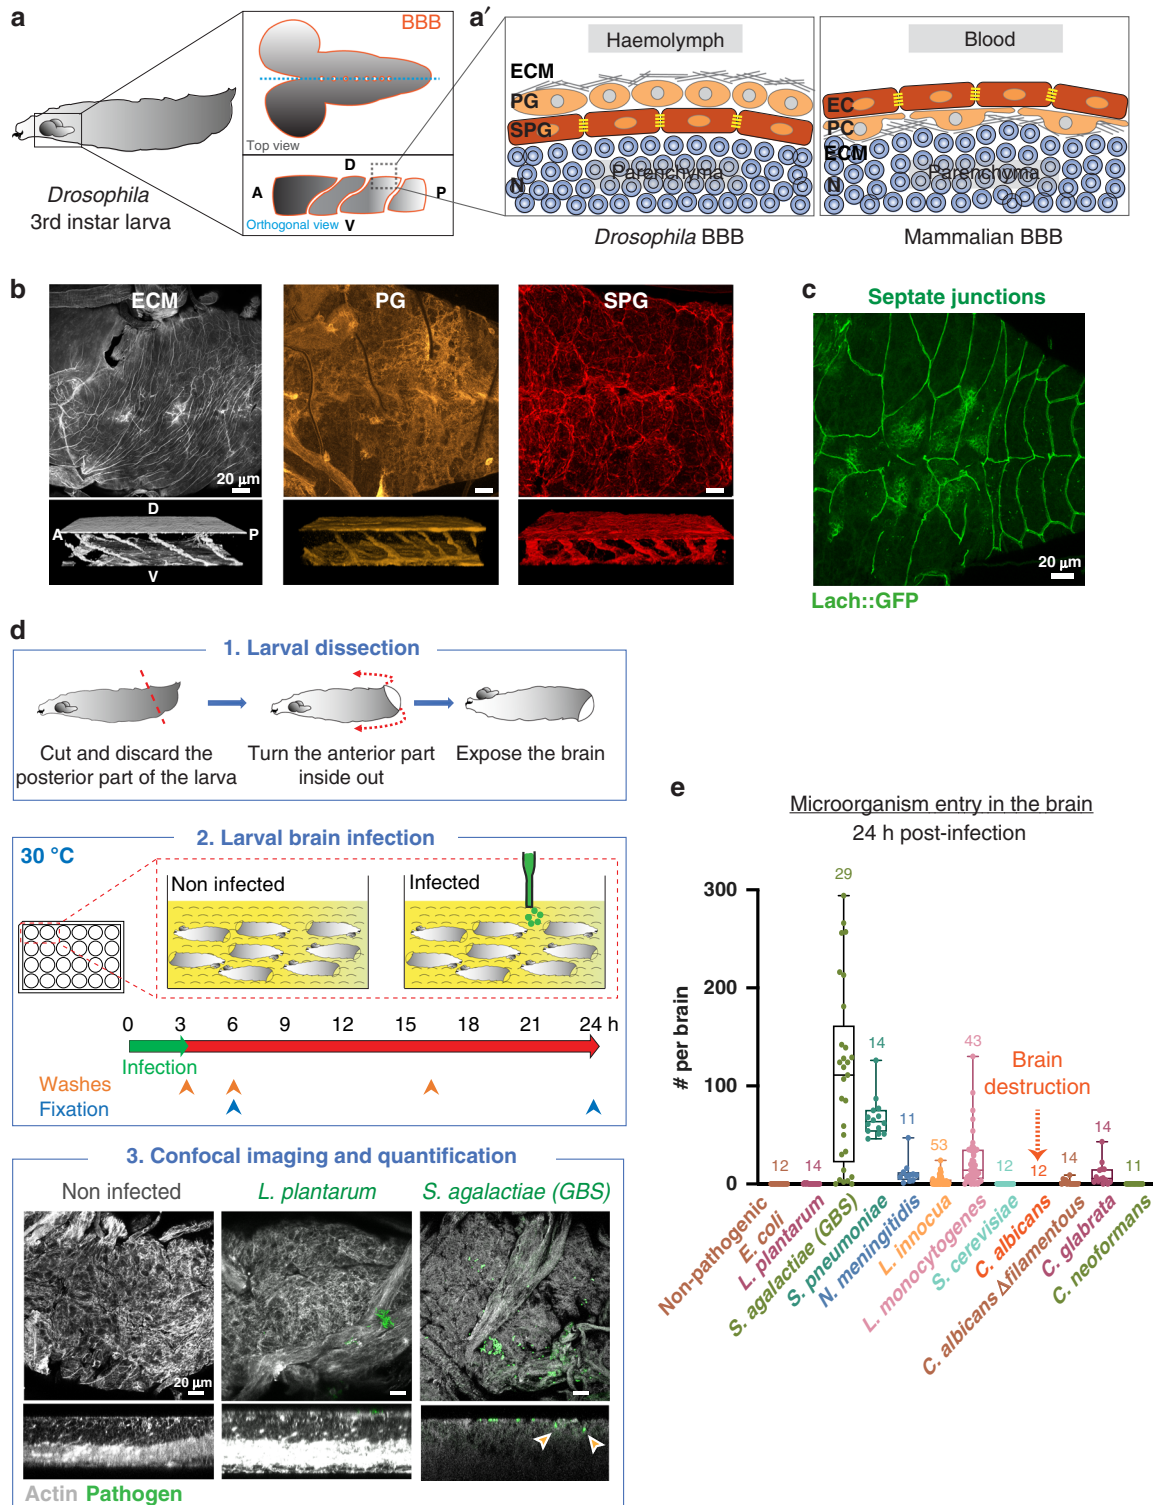 a
BBB
Top view
D
A
P
Orthogonal view
V
Drosophila
3rd instar larva
a′
Haemolymph
ECM
PG
SPG
Parenchyma
N
Drosophila BBB
Blood
EC
PC
ECM
Parenchyma
N
Mammalian BBB
b
ECM
20 µm
D
A
P
V
PG
SPG
c
Septate junctions
20 µm
Lach::GFP
d
1. Larval dissection
Cut and discard the
posterior part of the larva
Turn the anterior part
inside out
Expose the brain
2. Larval brain infection
30 °C
Non infected
Infected
0 3 6 9 12 15 18 21 24 h
Infection
Washes
Fixation
3. Confocal imaging and quantification
Non infected
L. plantarum
S. agalactiae (GBS)
20 µm
Actin Pathogen
e
Microorganism entry in the brain
24 h post-infection
# per brain
300
200
100
0
12
14
29
14
11
53
43
12
Brain
destruction
12
14
14
11
Non-pathogenic
E. coli
L. plantarum
S. agalactiae (GBS)
S. pneumoniae
N. meningitidis
L. innocua
L. monocytogenes
S. cerevisiae
C. albicans
C. albicans Δfilamentous
C. glabrata
C. neoformans